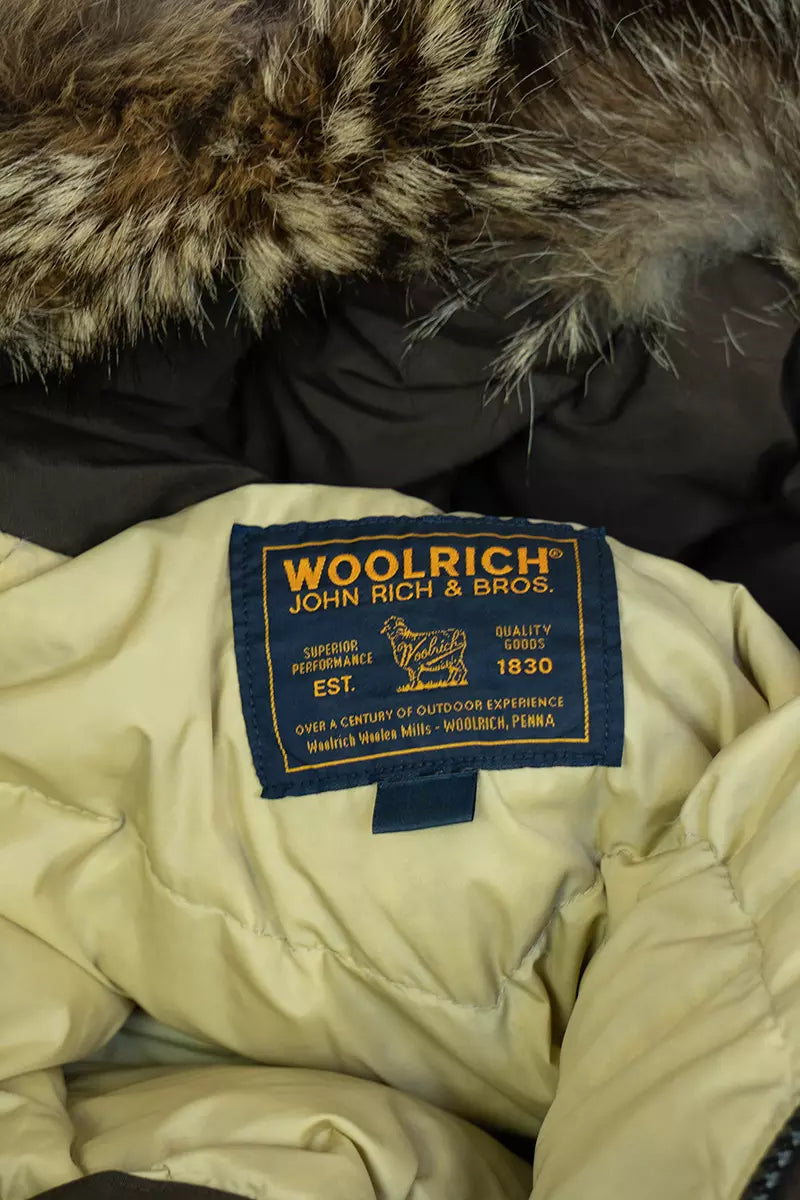 WOOLRICH®
JOHN RICH & BROS.
SUPERIOR
PERFORMANCE
EST.
Woolrich
QUALITY
GOODS
1830
OVER A CENTURY OF OUTDOOR EXPERIENCE
Woolrich Woolen Mills - WOOLRICH, PENNA